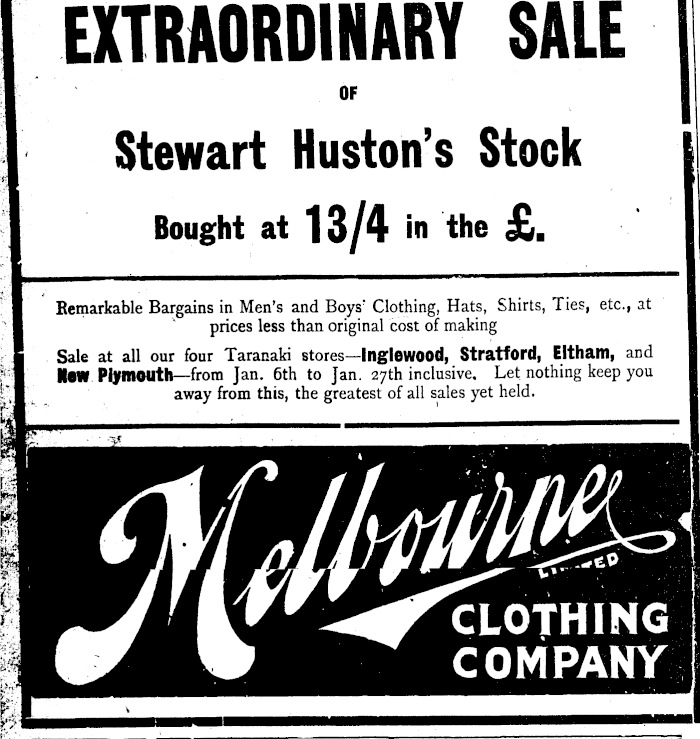 EXTRAORDINARY SALE
OF
Stewart Huston's Stock
Bought at 13/4 in the £.
Remarkable Bargains in Men's and Boys' Clothing, Hats, Shirts, Ties, etc., at
prices less than original cost of making
Sale at all our four Taranaki stores—Inglewood, Stratford, Eltham, and
New Plymouth—from Jan. 6th to Jan. 27th inclusive. Let nothing keep you
away from this, the greatest of all sales yet held.
Melbourne
LIMITED
CLOTHING
COMPANY